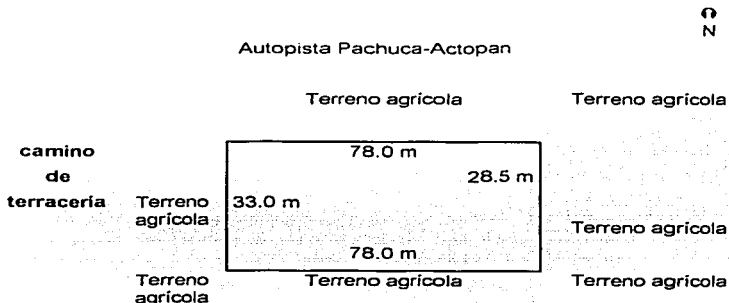 N
Autopista Pachuca-Actopan
Terreno agrícola
Terreno agrícola
camino
de
terracería
78.0 m
28.5 m
Terreno
agrícola
33.0 m
Terreno agrícola
78.0 m
Terreno
agrícola
Terreno agrícola
Terreno agrícola